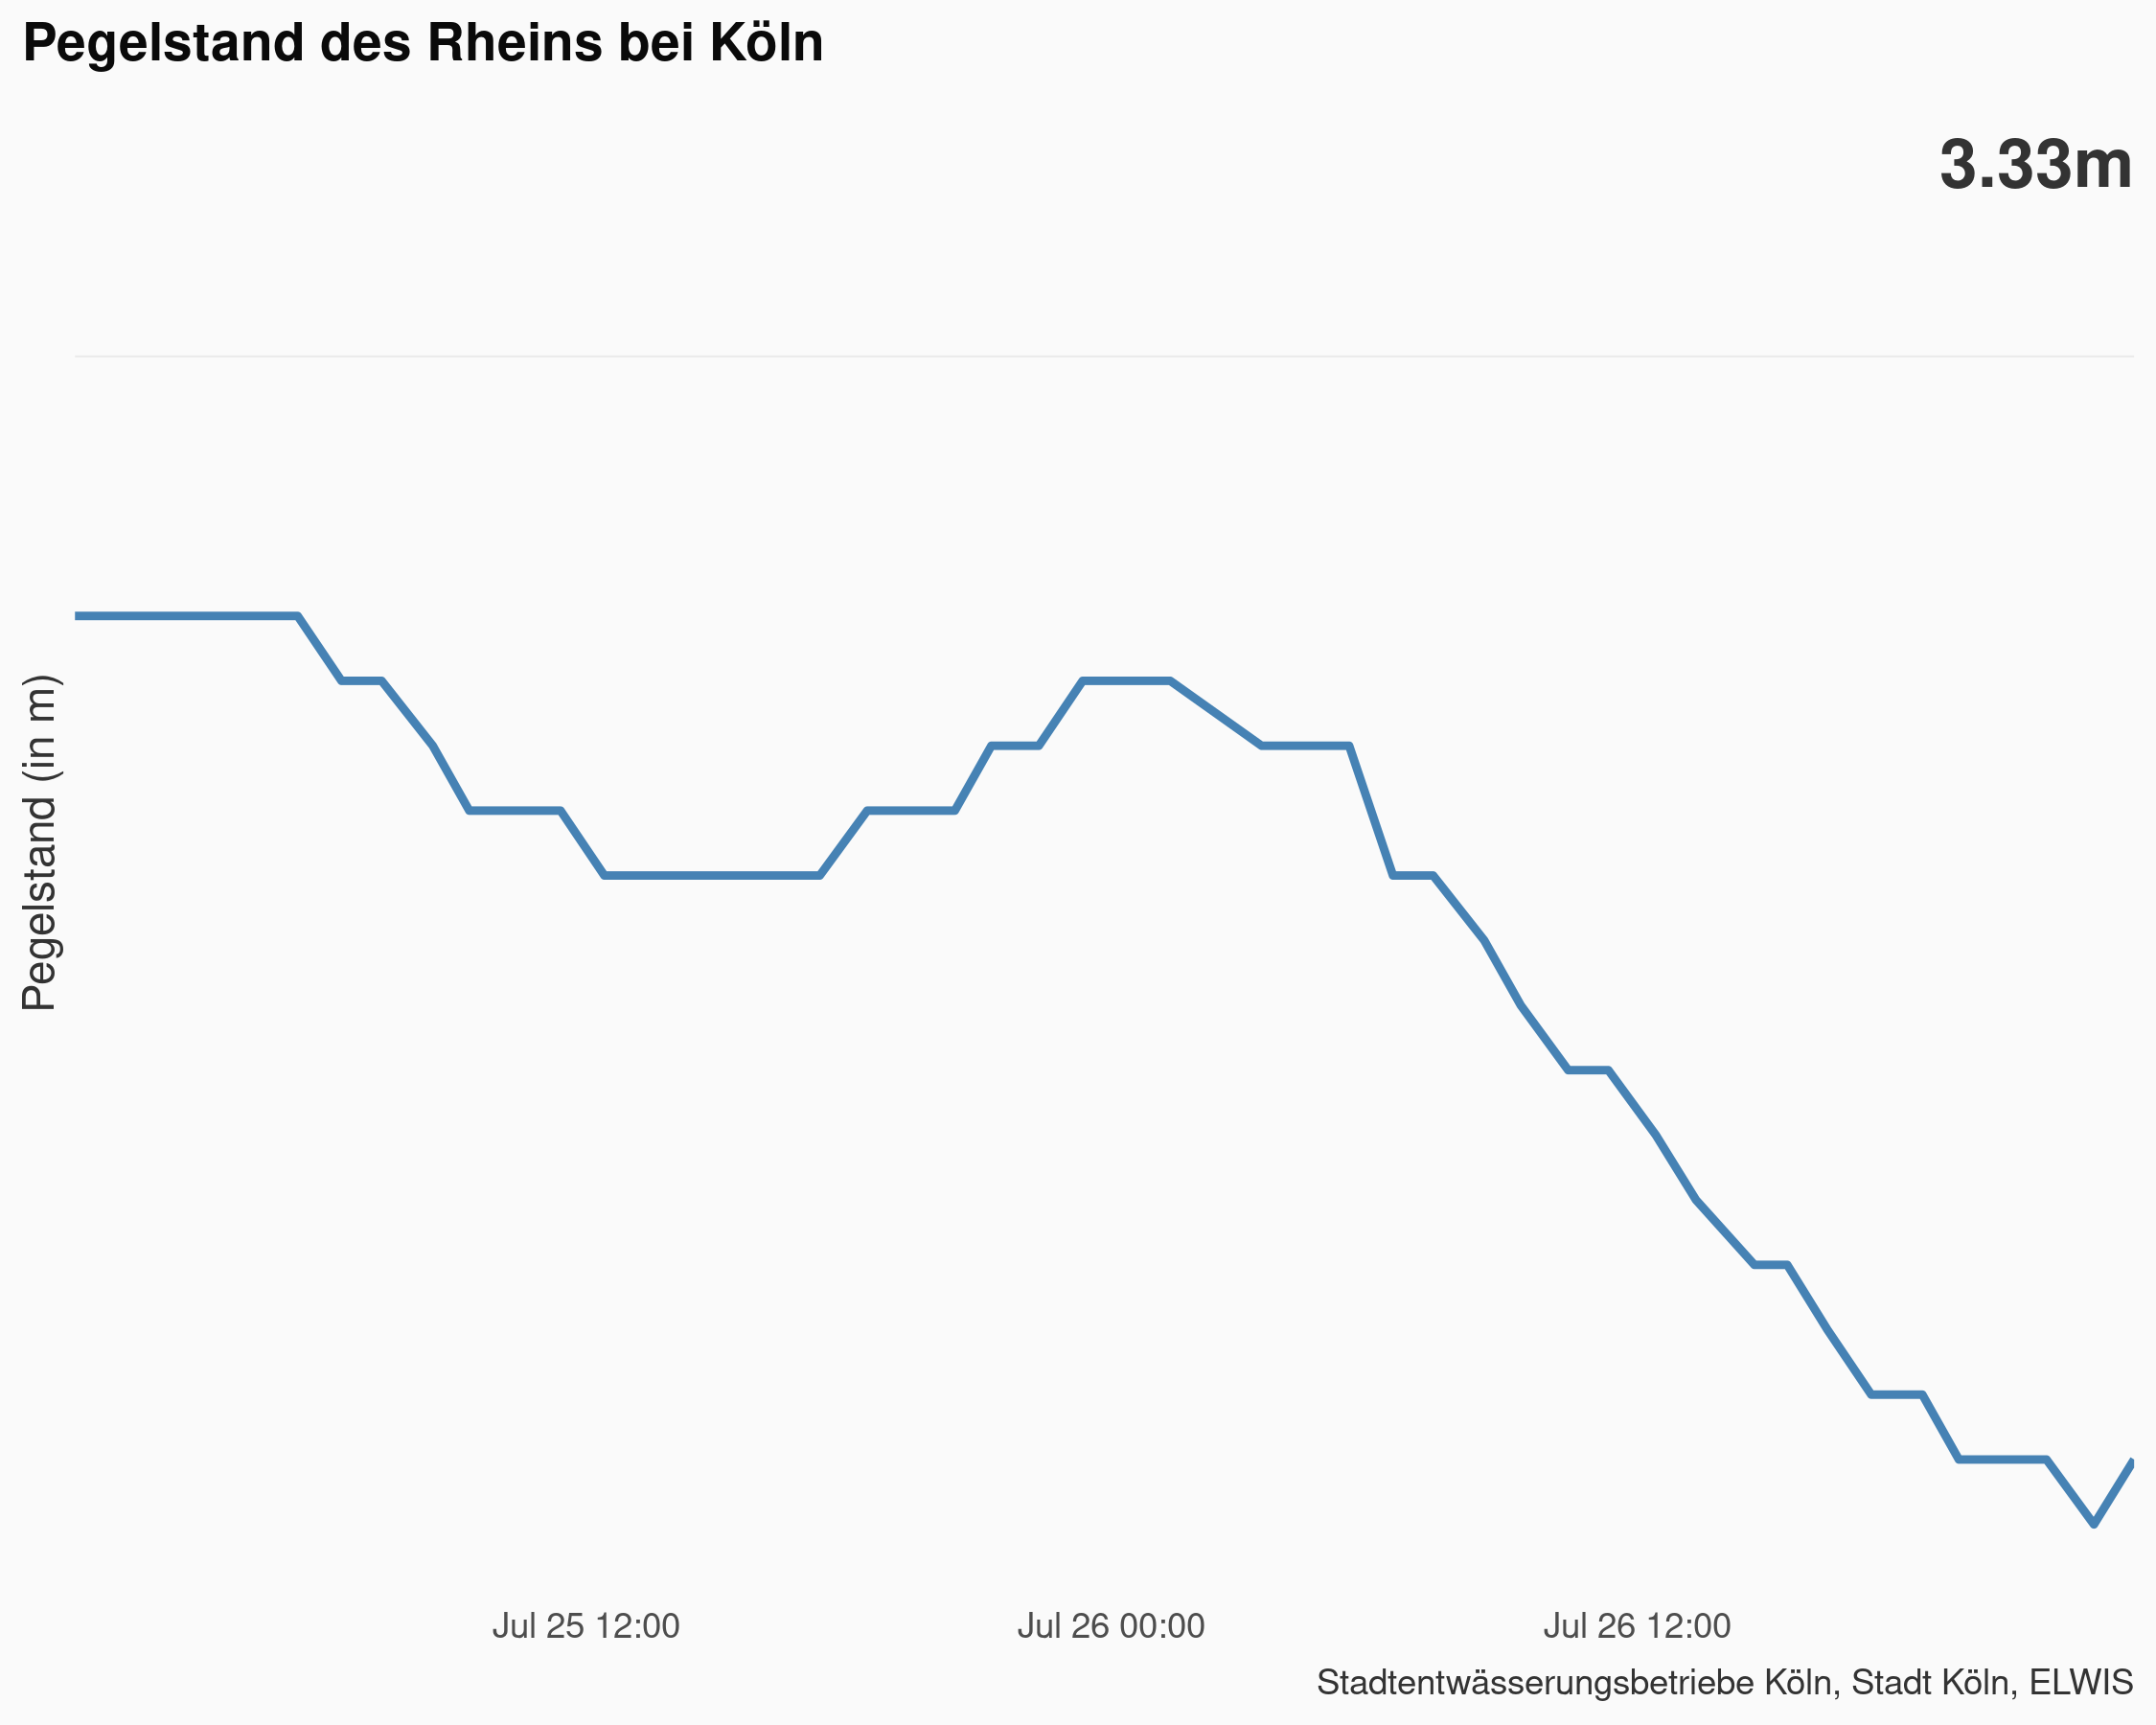 Pegelstand des Rheins bei Köln
3.33m
Pegelstand (in m)
Jul 25 12:00
Jul 26 00:00
Jul 26 12:00
Stadtentwässerungsbetriebe Köln, Stadt Köln, ELWIS